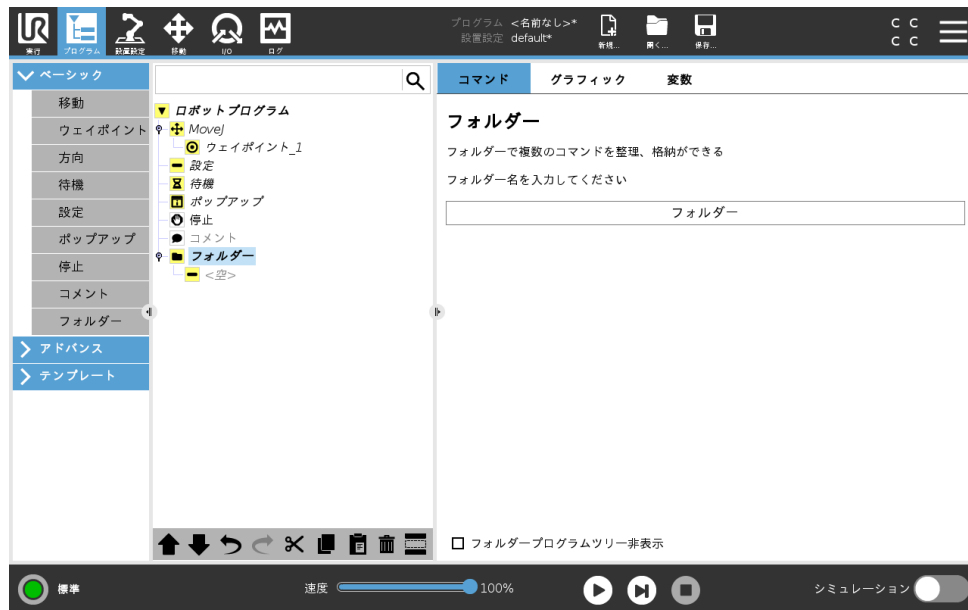 UR
実行
プログラム
設置設定
移動
I/O
ログ
プログラム <名前なし>*
設置設定 default*
新規...
開く...
保存...
C C
C C
ベーシック
移動
ウェイポイント
方向
待機
設定
ポップアップ
停止
コメント
フォルダー
アドバンス
テンプレート
ロボットプログラム
MoveJ
ウェイポイント_1
設定
待機
ポップアップ
停止
コメント
フォルダー
<空>
コマンド グラフィック 変数
フォルダー
フォルダーで複数のコマンドを整理、格納ができる
フォルダー名を入力してください
フォルダー
フォルダープログラムツリー非表示
標準
速度 100%
シミュレーション